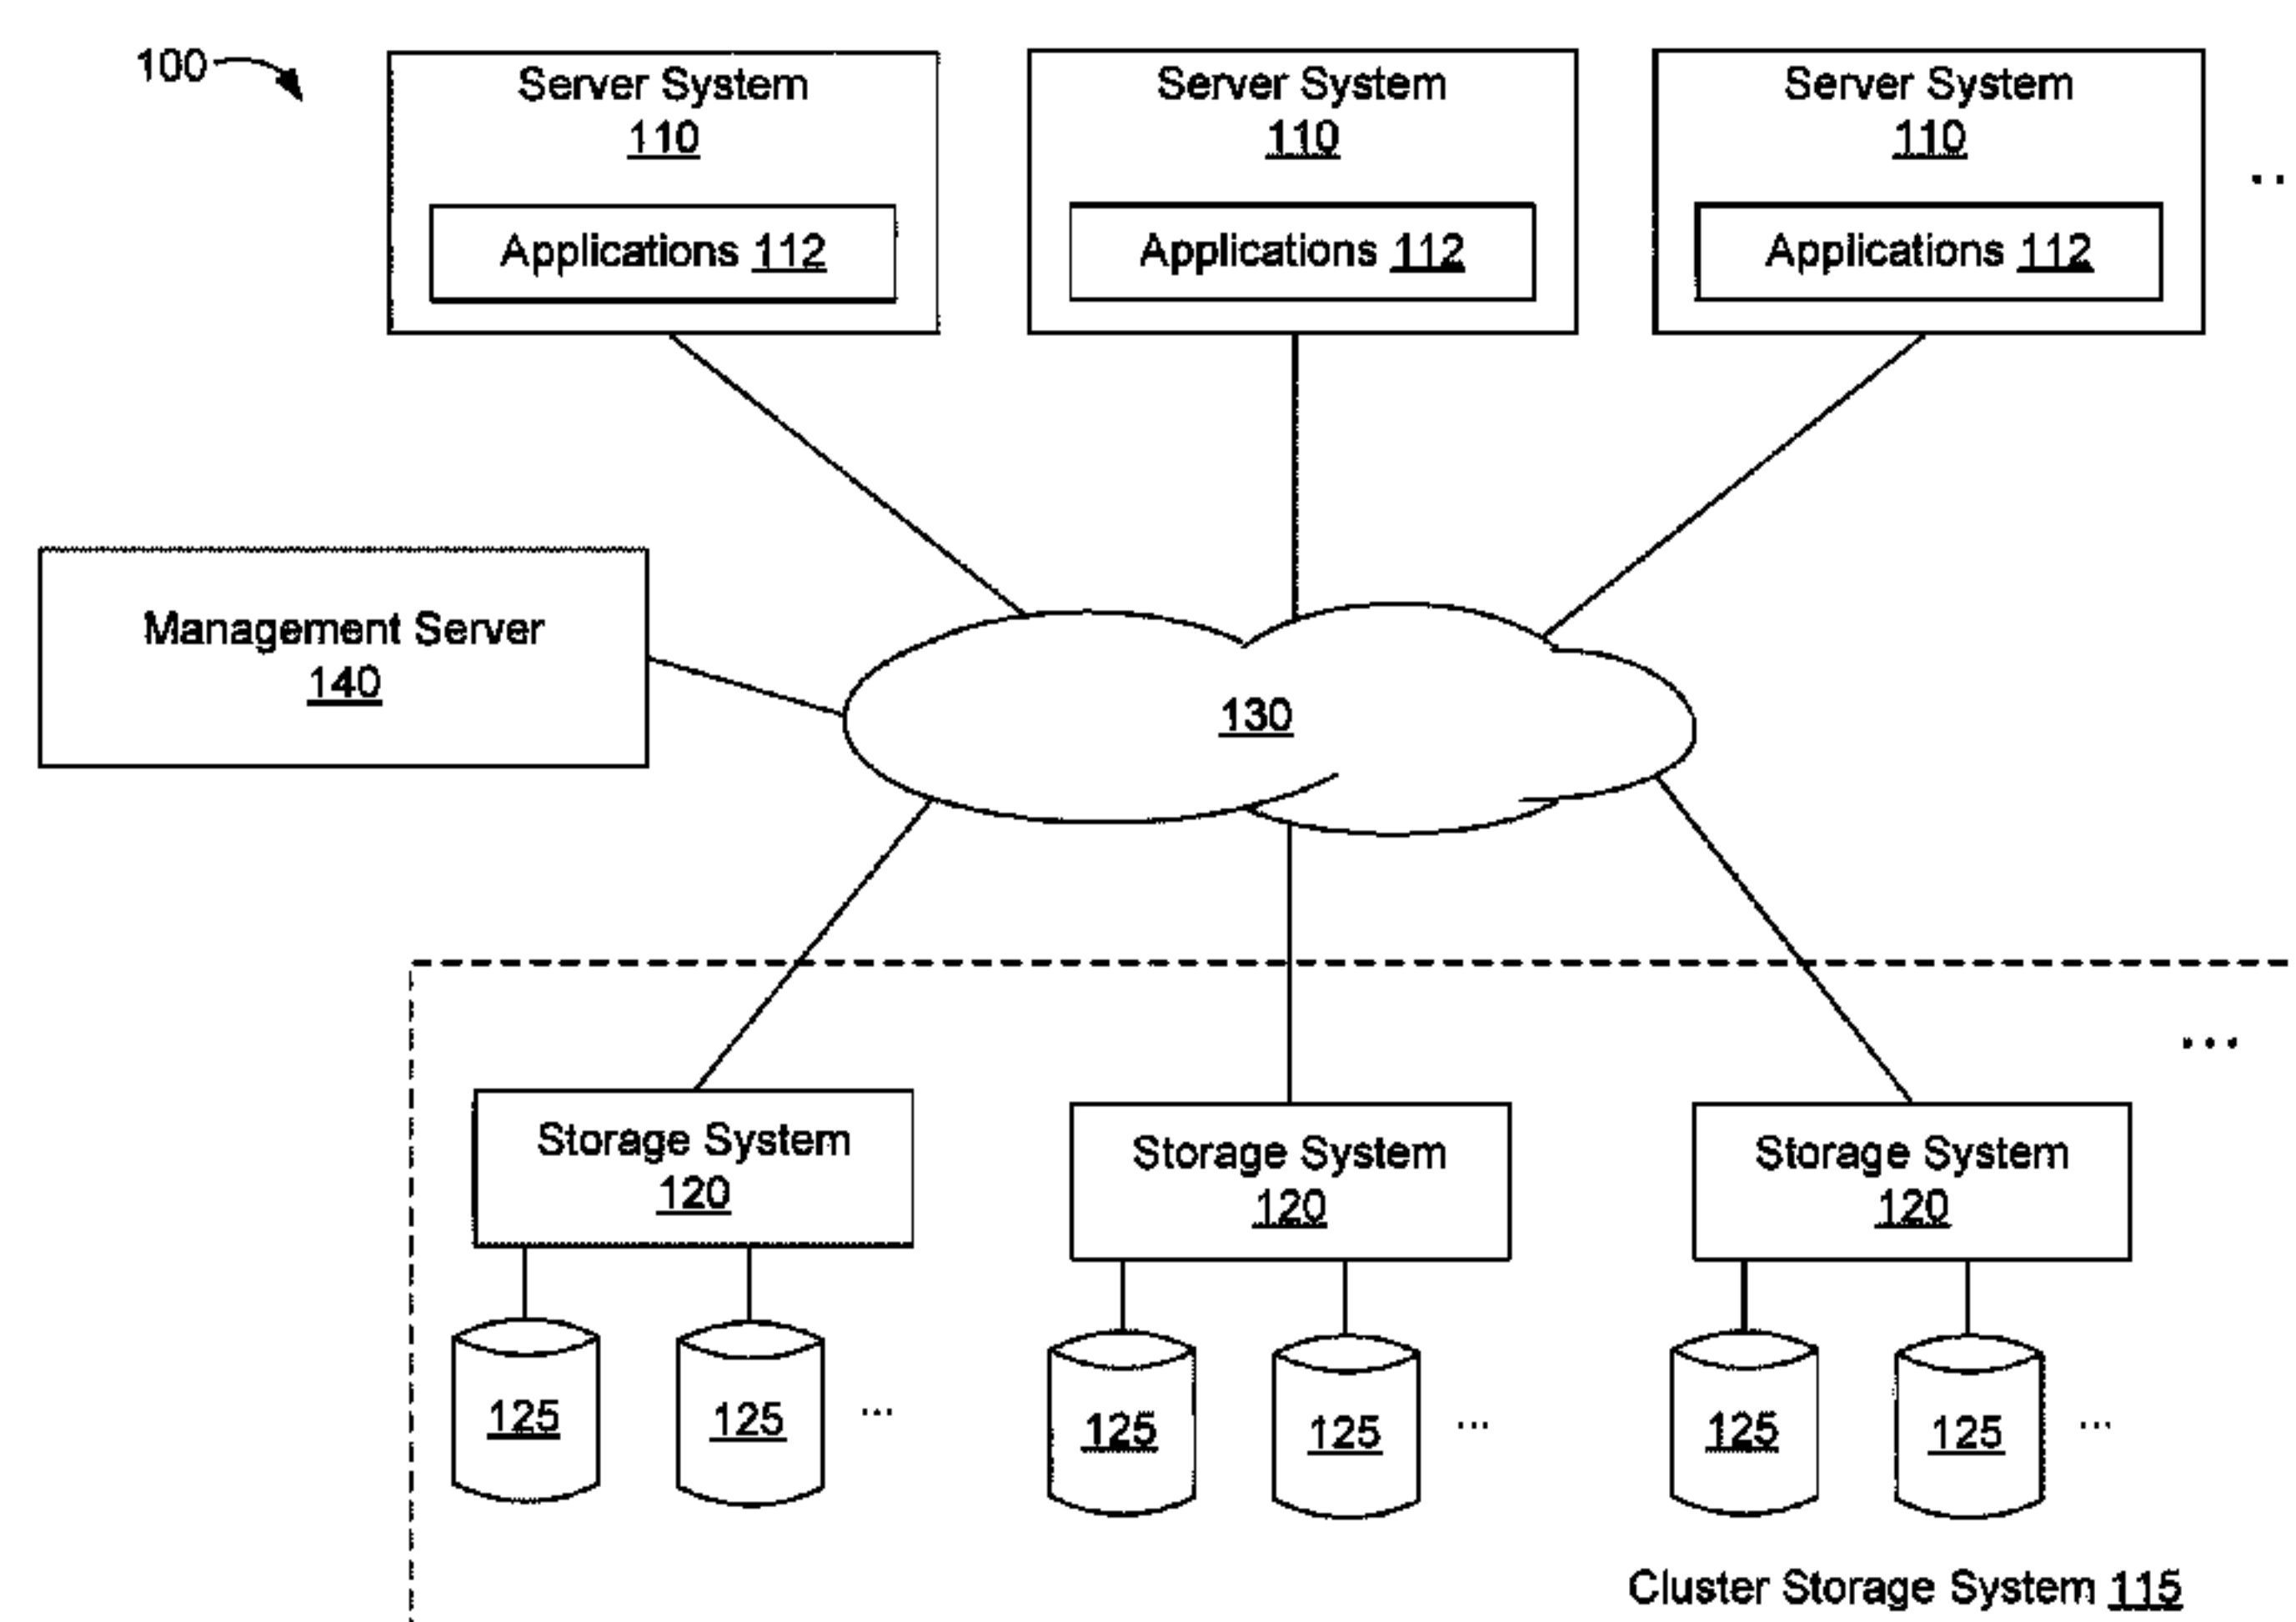 100
Server System
110
Applications 112
Server System
110
Applications 112
Server System
110
Applications 112
..
Management Server
140
130
...
Storage System
120
125
125
...
Storage System
120
125
125
...
Storage System
120
125
125
...
Cluster Storage System 115